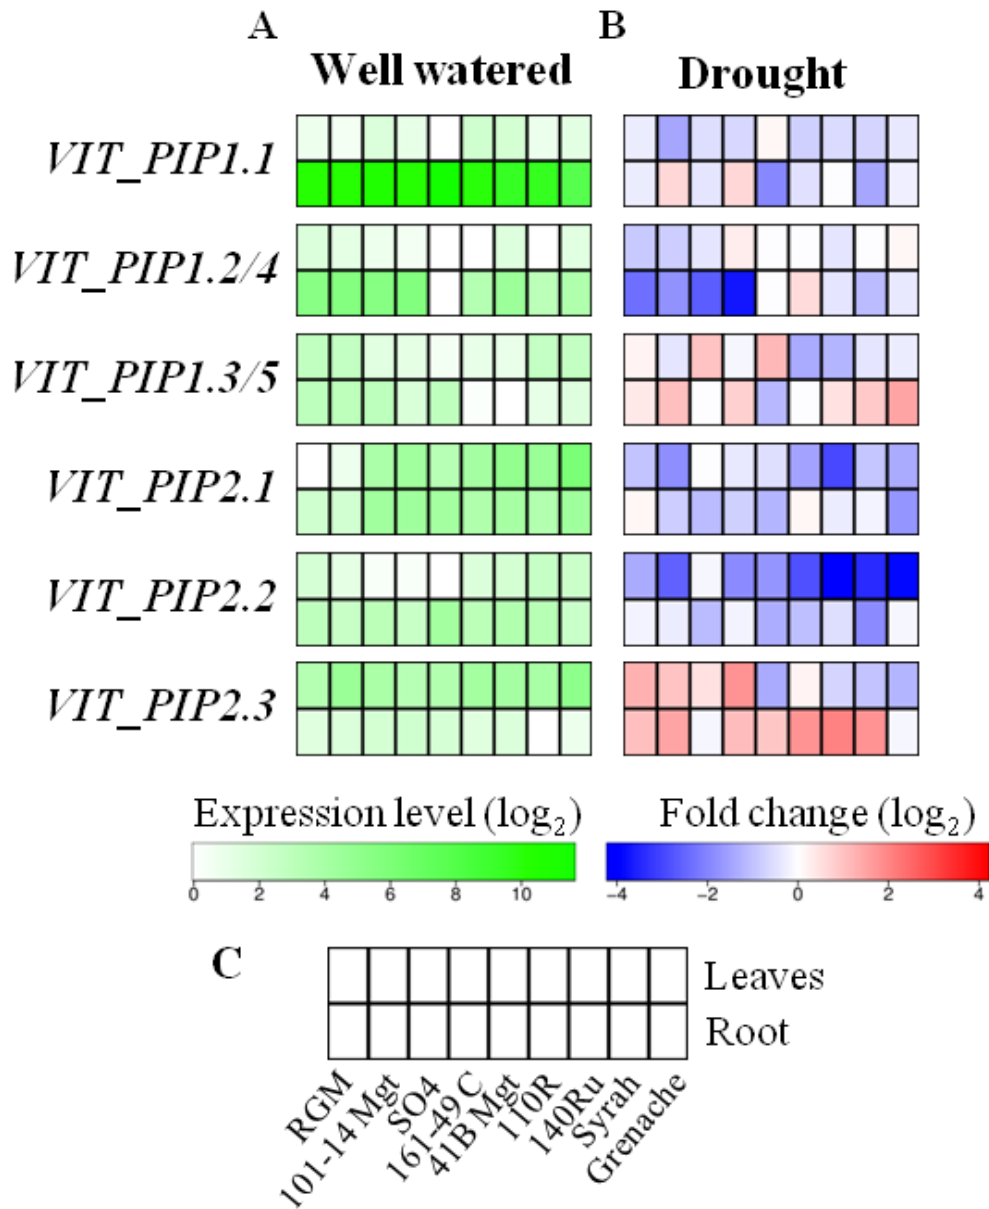 A
B
Well watered
Drought
VIT_PIP1.1
VIT_PIP1.2/4
VIT_PIP1.3/5
VIT_PIP2.1
VIT_PIP2.2
VIT_PIP2.3
Expression level (log₂)
Fold change (log₂)
0 2 4 6 8 10
−4 −2 0 2 4
C
Leaves
Root
RGM
101-14 Mgt
SO4
161-49 C
41B Mgt
110R
140Ru
Syrah
Grenache